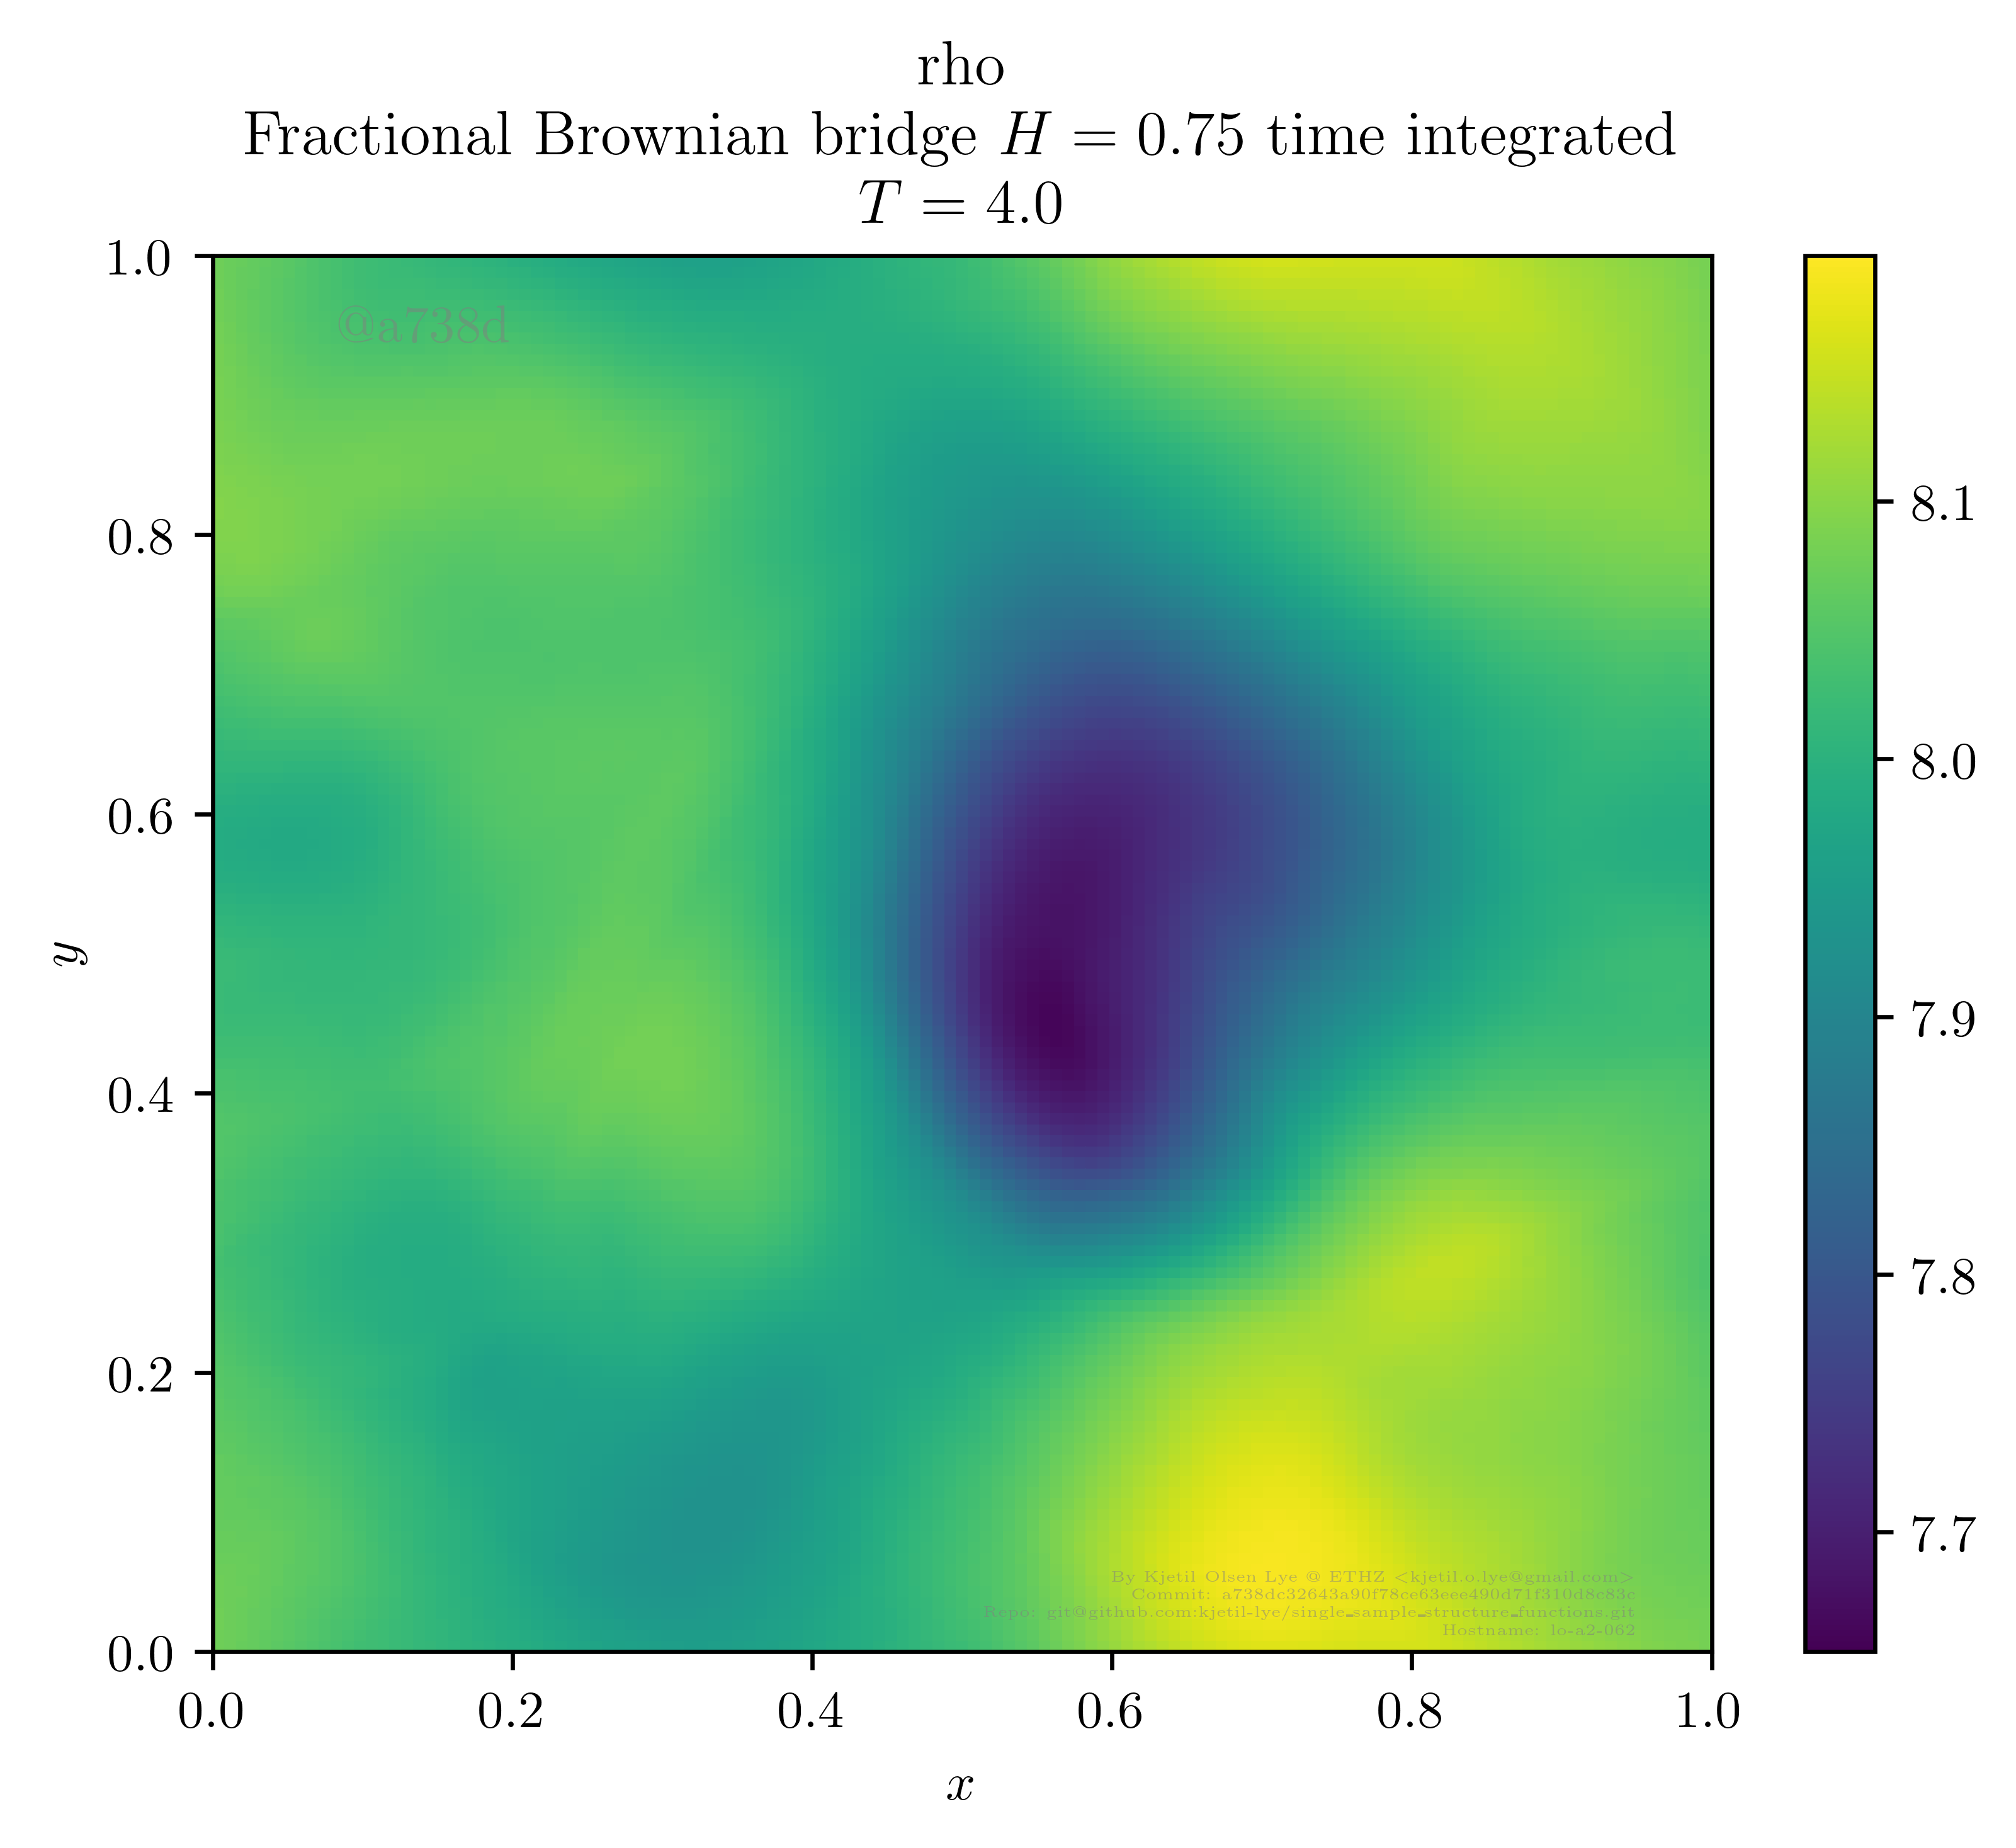 rho
Fractional Brownian bridge H = 0.75 time integrated
T = 4.0
1.0
@a738d
8.1
0.8
8.0
0.6
y
7.9
0.4
7.8
0.2
7.7
By Kjetil Olsen Lye @ ETHZ <kjetil.o.lye@gmail.com>
Commit: a738dc32643a90f78ce63eee490d71f310d8c83c
Repo: git@github.com:kjetil-lye/single_sample_structure_functions.git
Hostname: lo-a2-062
0.0
0.0 0.2 0.4 0.6 0.8 1.0
x